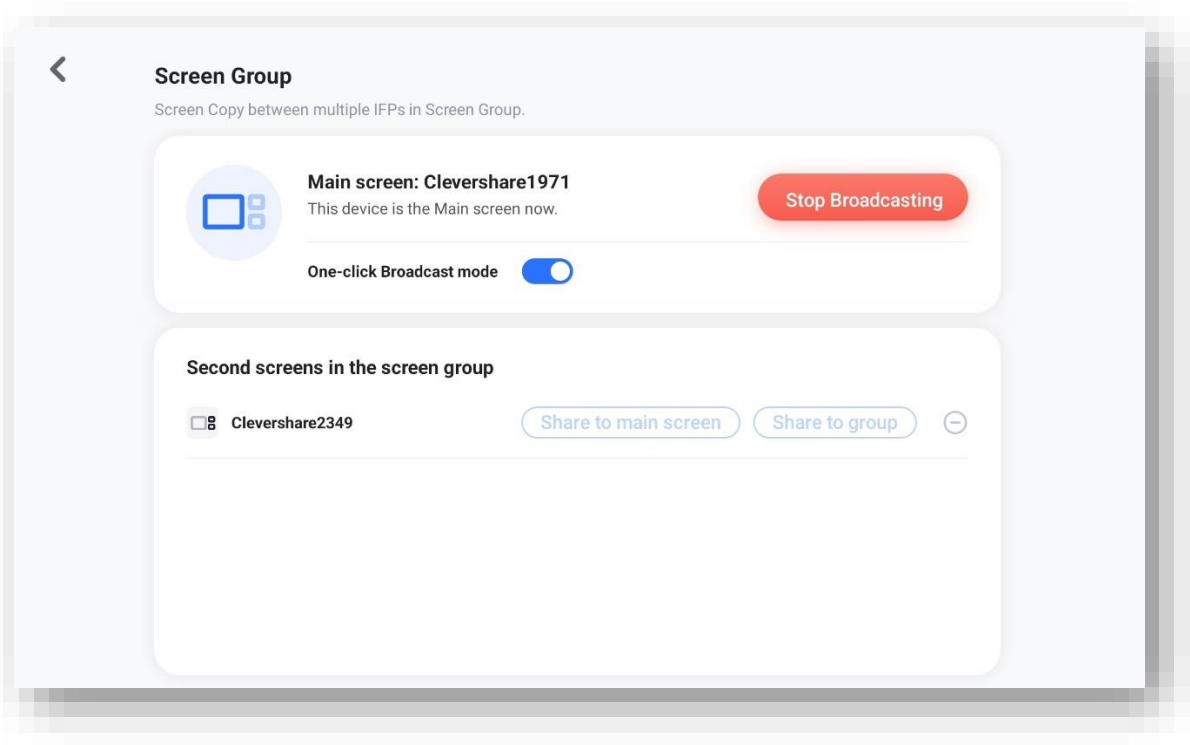 Screen Group
Screen Copy between multiple IFPs in Screen Group.
Main screen: Clevershare1971
This device is the Main screen now.
Stop Broadcasting
One-click Broadcast mode
Second screens in the screen group
Clevershare2349
Share to main screen
Share to group